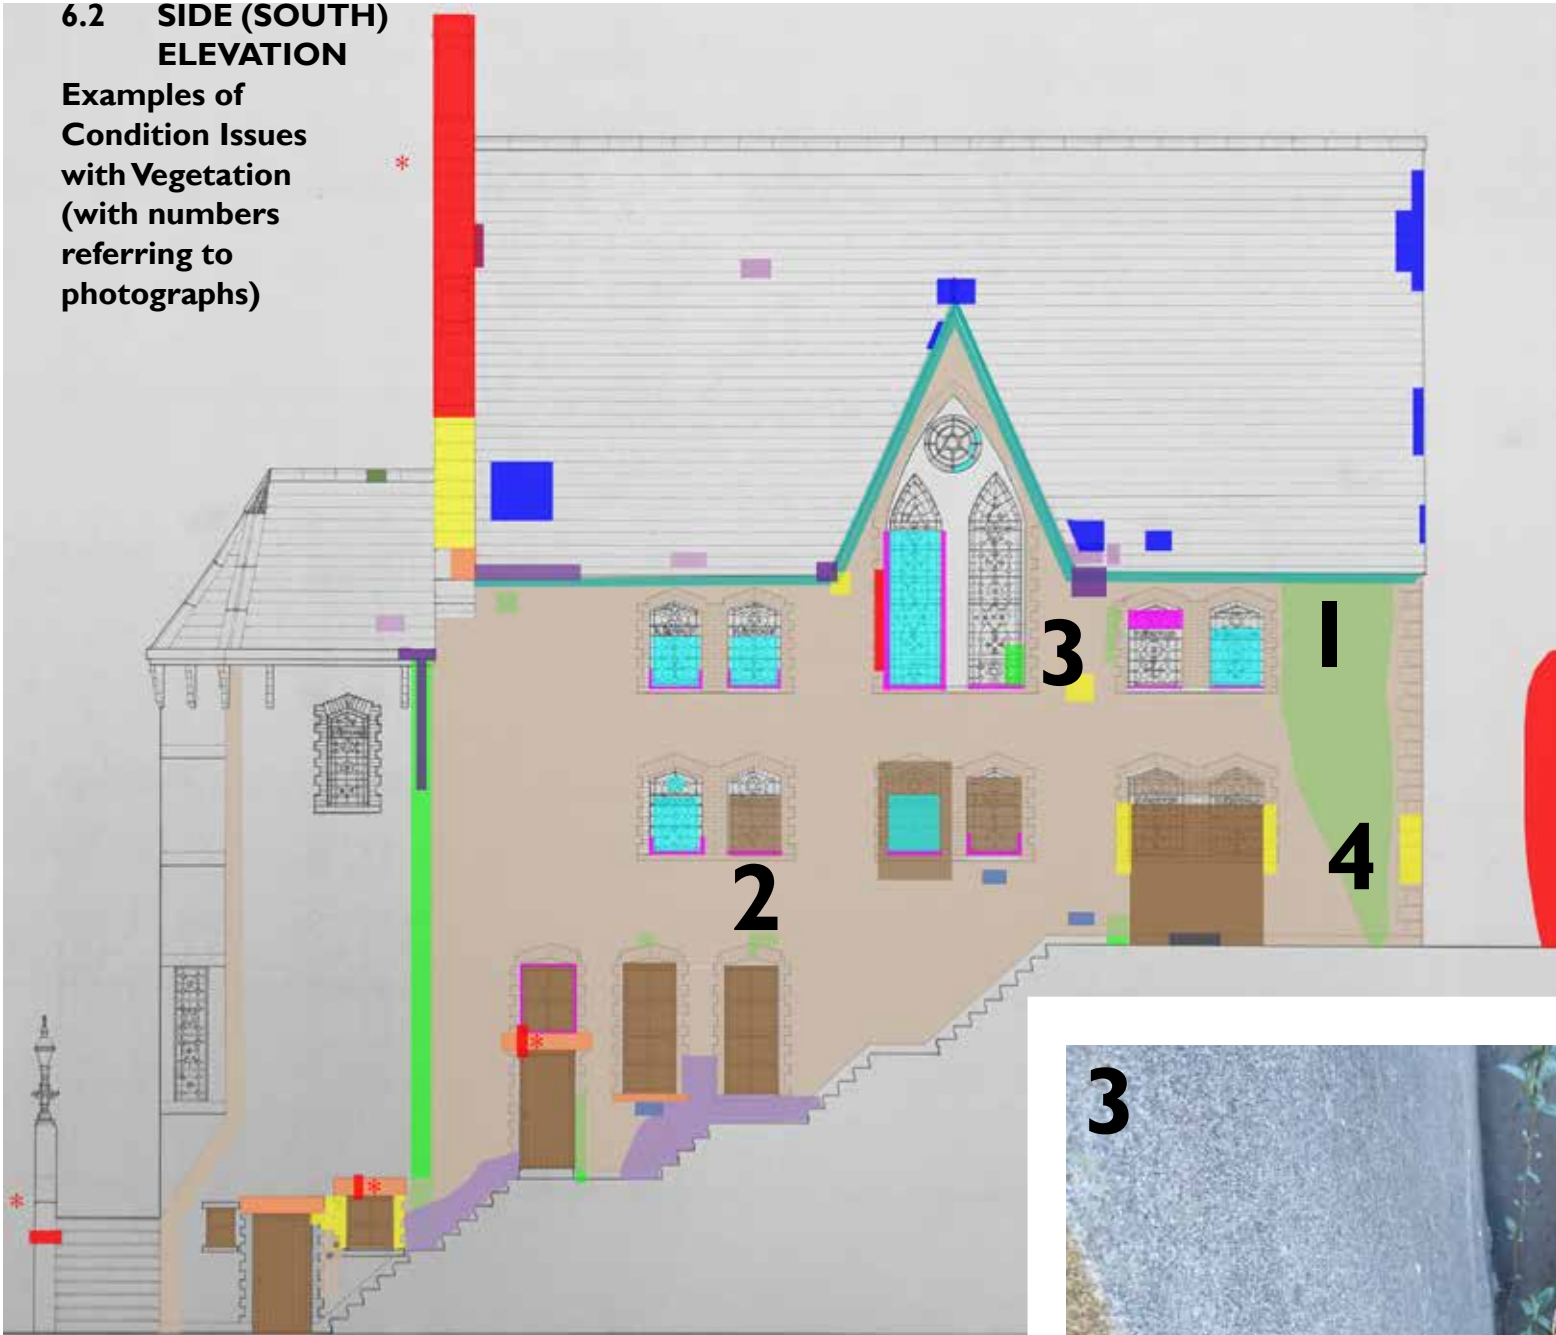 6.2 SIDE (SOUTH)
ELEVATION
Examples of
Condition Issues
with Vegetation
(with numbers
referring to
photographs)
*
1
3
4
2
*
*
*
3